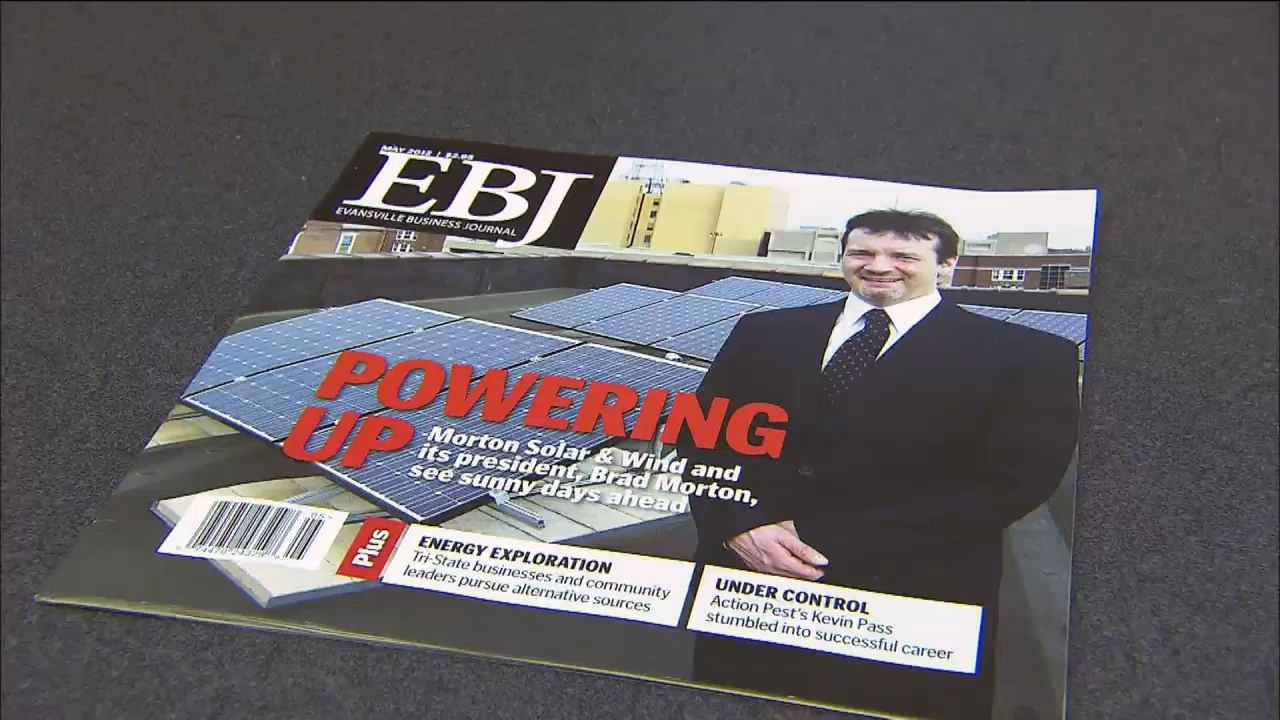 MAY 2012 | $2.95
EBJ
EVANSVILLE BUSINESS JOURNAL
POWERING
UP
Morton Solar & Wind and
its president, Brad Morton,
see sunny days ahead
Plus
ENERGY EXPLORATION
Tri-State businesses and community
leaders pursue alternative sources
UNDER CONTROL
Action Pest's Kevin Pass
stumbled into successful career